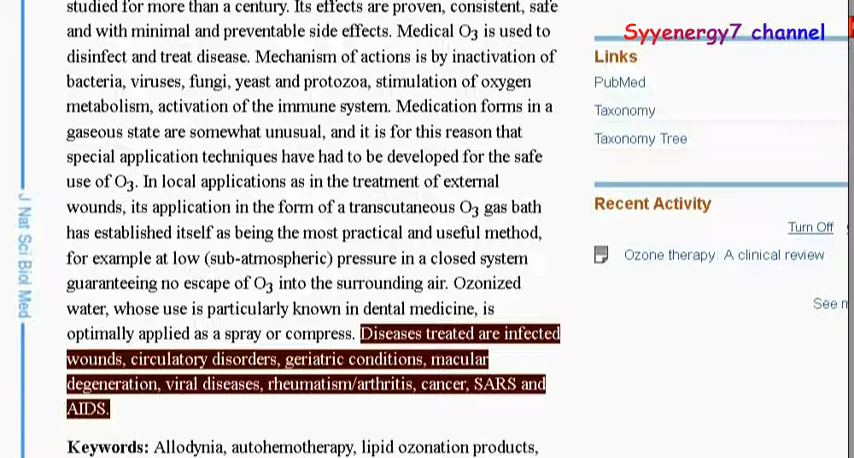 studied for more than a century. Its effects are proven, consistent, safe
and with minimal and preventable side effects. Medical O3 is used to
disinfect and treat disease. Mechanism of actions is by inactivation of
bacteria, viruses, fungi, yeast and protozoa, stimulation of oxygen
metabolism, activation of the immune system. Medication forms in a
gaseous state are somewhat unusual, and it is for this reason that
special application techniques have had to be developed for the safe
use of O3. In local applications as in the treatment of external
wounds, its application in the form of a transcutaneous O3 gas bath
has established itself as being the most practical and useful method,
for example at low (sub-atmospheric) pressure in a closed system
guaranteeing no escape of O3 into the surrounding air. Ozonized
water, whose use is particularly known in dental medicine, is
optimally applied as a spray or compress. Diseases treated are infected
wounds, circulatory disorders, geriatric conditions, macular
degeneration, viral diseases, rheumatism/arthritis, cancer, SARS and
AIDS.
Keywords: Allodynia, autohemotherapy, lipid ozonation products,
J Nat Sci Biol Med
Syyenergy7 channel
Links
PubMed
Taxonomy
Taxonomy Tree
Recent Activity
Turn Off
Ozone therapy: A clinical review
See